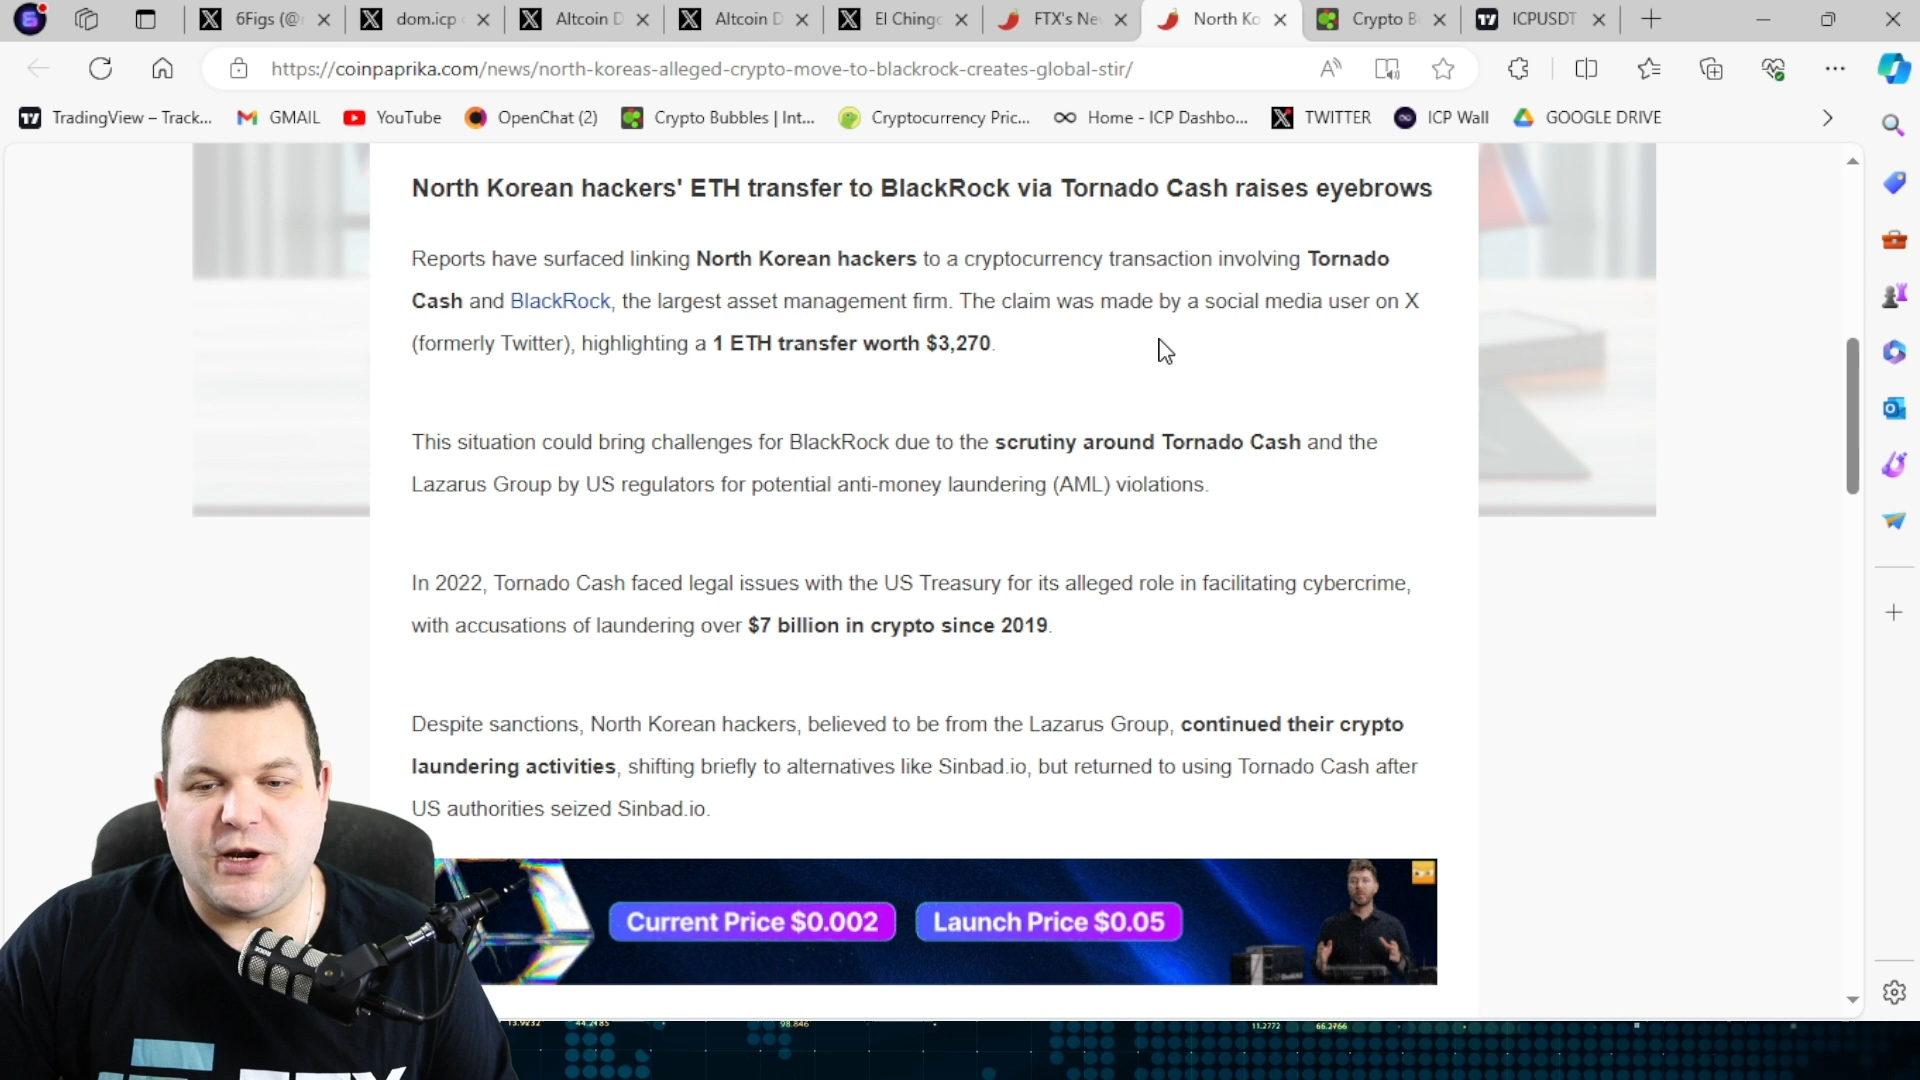 6Figs (@
dom.icp
Altcoin D
Altcoin D
El Chingo
FTX's Ne
North Ko
Crypto B
ICPUSDT
https://coinpaprika.com/news/north-koreas-alleged-crypto-move-to-blackrock-creates-global-stir/
TradingView – Track...
GMAIL
YouTube
OpenChat (2)
Crypto Bubbles | Int...
Cryptocurrency Pric...
Home - ICP Dashbo...
TWITTER
ICP Wall
GOOGLE DRIVE
North Korean hackers' ETH transfer to BlackRock via Tornado Cash raises eyebrows
Reports have surfaced linking North Korean hackers to a cryptocurrency transaction involving Tornado
Cash and BlackRock, the largest asset management firm. The claim was made by a social media user on X
(formerly Twitter), highlighting a 1 ETH transfer worth $3,270.
This situation could bring challenges for BlackRock due to the scrutiny around Tornado Cash and the
Lazarus Group by US regulators for potential anti-money laundering (AML) violations.
In 2022, Tornado Cash faced legal issues with the US Treasury for its alleged role in facilitating cybercrime,
with accusations of laundering over $7 billion in crypto since 2019.
Despite sanctions, North Korean hackers, believed to be from the Lazarus Group, continued their crypto
laundering activities, shifting briefly to alternatives like Sinbad.io, but returned to using Tornado Cash after
US authorities seized Sinbad.io.
Current Price $0.002
Launch Price $0.05
13.9232
44.2185
98.846
11.2772
66.2766